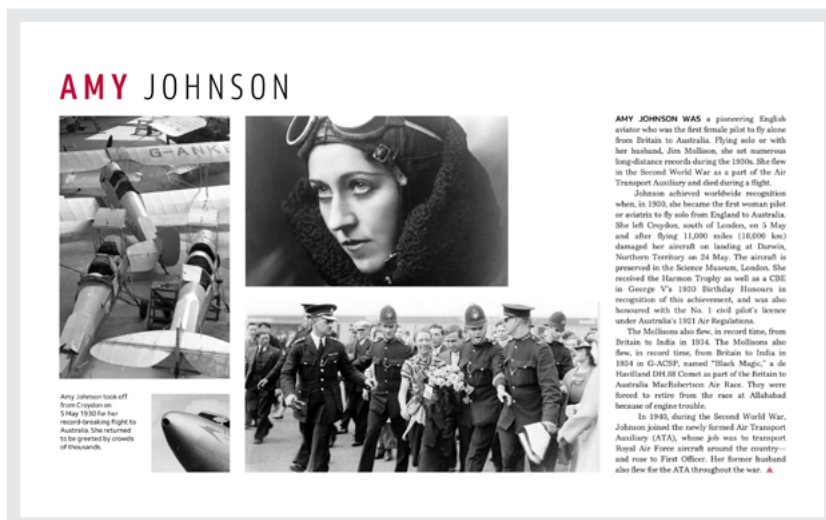 AMY JOHNSON
G-ANKE
Amy Johnson took off
from Croydon on
5 May 1930 for her
record-breaking flight to
Australia. She returned
to be greeted by crowds
of thousands.
AMY JOHNSON WAS a pioneering English
aviator who was the first female pilot to fly alone
from Britain to Australia. Flying solo or with
her husband, Jim Mollison, she set numerous
long-distance records during the 1930s. She flew
in the Second World War as a part of the Air
Transport Auxiliary and died during a flight.
Johnson achieved worldwide recognition
when, in 1930, she became the first woman pilot
or aviatrix to fly solo from England to Australia.
She left Croydon, south of London, on 5 May
and after flying 11,000 miles (18,000 km)
damaged her aircraft on landing at Darwin,
Northern Territory on 24 May. The aircraft is
preserved in the Science Museum, London. She
received the Harmon Trophy as well as a CBE
in George V's 1930 Birthday Honours in
recognition of this achievement, and was also
honoured with the No. 1 civil pilot's licence
under Australia's 1921 Air Regulations.
The Mollisons also flew, in record time, from
Britain to India in 1934. The Mollisons also
flew, in record time, from Britain to India in
1934 in G-ACSP, named "Black Magic," a de
Havilland DH.88 Comet as part of the Britain to
Australia MacRobertson Air Race. They were
forced to retire from the race at Allahabad
because of engine trouble.
In 1940, during the Second World War,
Johnson joined the newly formed Air Transport
Auxiliary (ATA), whose job was to transport
Royal Air Force aircraft around the country—
and rose to First Officer. Her former husband
also flew for the ATA throughout the war.